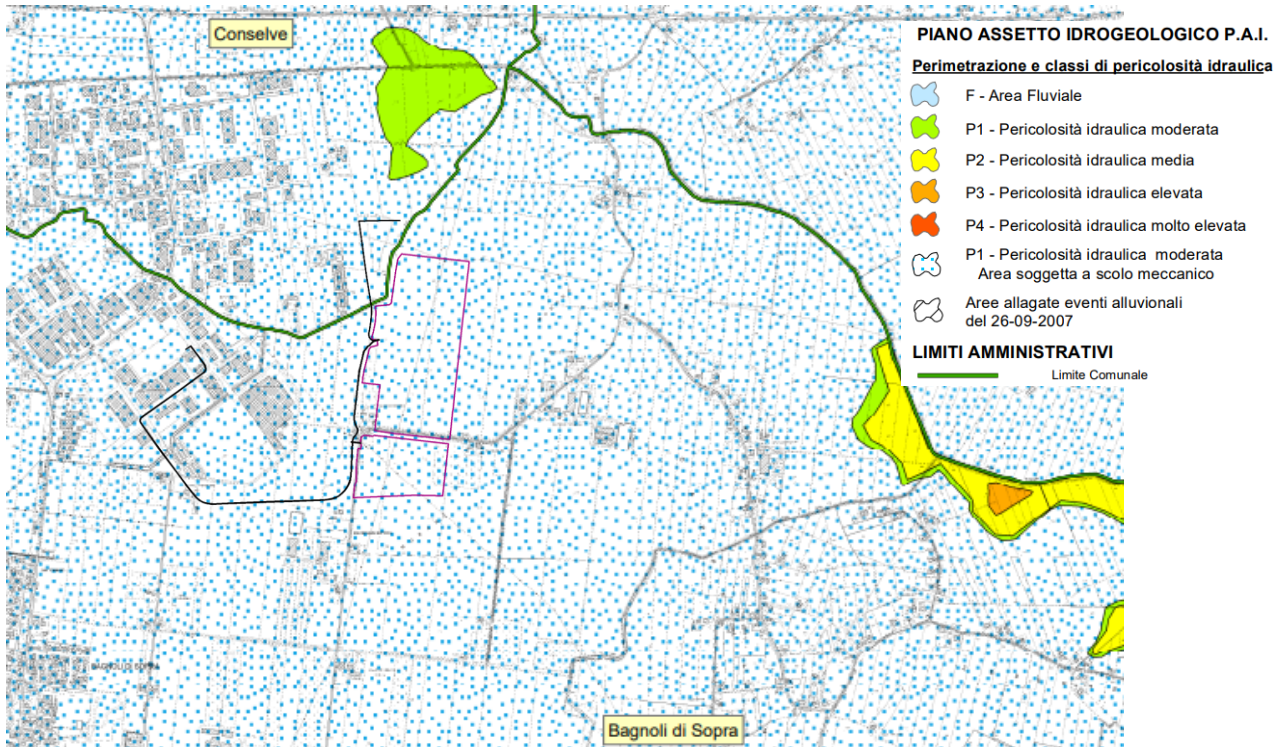 Conselve
PIANO ASSETTO IDROGEOLOGICO P.A.I.
Perimetrazione e classi di pericolosità idraulica
F - Area Fluviale
P1 - Pericolosità idraulica moderata
P2 - Pericolosità idraulica media
P3 - Pericolosità idraulica elevata
P4 - Pericolosità idraulica molto elevata
P1 - Pericolosità idraulica moderata
Area soggetta a scolo meccanico
Aree allagate eventi alluvionali
del 26-09-2007
LIMITI AMMINISTRATIVI
Limite Comunale
Bagnoli di Sopra